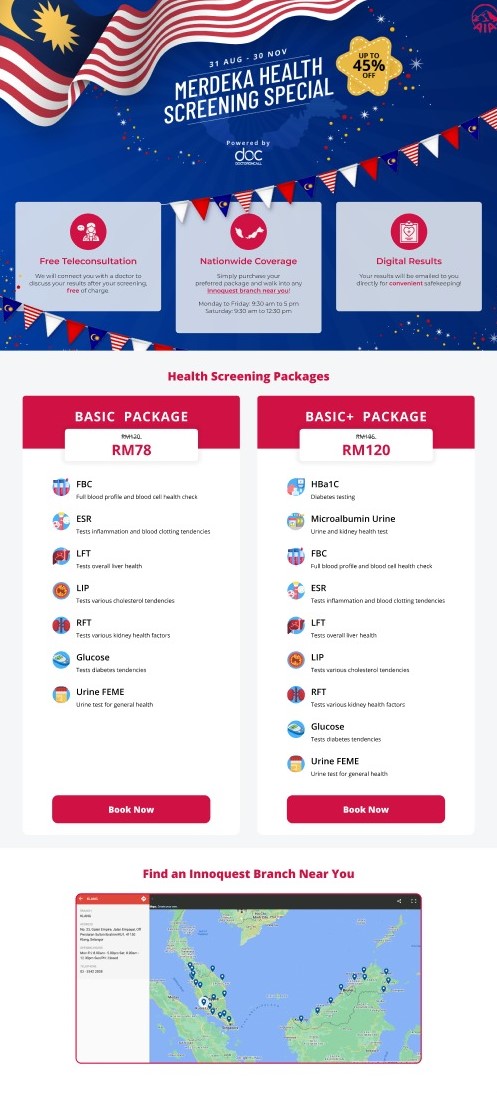 AIA
31 AUG - 30 NOV
MERDEKA HEALTH
SCREENING SPECIAL
UP TO
45%
OFF
Powered by
doc
DOCTORONCALL
Free Teleconsultation
We will connect you with a doctor to
discuss your results after your screening,
free of charge.
Nationwide Coverage
Simply purchase your
preferred package and walk into any
Innoquest branch near you!
Monday to Friday: 9:30 am to 5 pm
Saturday: 9:30 am to 12:30 pm
Digital Results
Your results will be emailed to you
directly for convenient safekeeping!
Health Screening Packages
BASIC PACKAGE
RM78
FBC
Full blood profile and blood cell health check
ESR
Tests inflammation and blood clotting tendencies
LFT
Tests overall liver health
LIP
Tests various cholesterol tendencies
RFT
Tests various kidney health factors
Glucose
Tests diabetes tendencies
Urine FEME
Urine test for general health
Book Now
BASIC+ PACKAGE
RM120
HBa1C
Diabetes testing
Microalbumin Urine
Urine and kidney health test
FBC
Full blood profile and blood cell health check
ESR
Tests inflammation and blood clotting tendencies
LFT
Tests overall liver health
LIP
Tests various cholesterol tendencies
RFT
Tests various kidney health factors
Glucose
Tests diabetes tendencies
Urine FEME
Urine test for general health
Book Now
Find an Innoquest Branch Near You
KLANG
KLANG